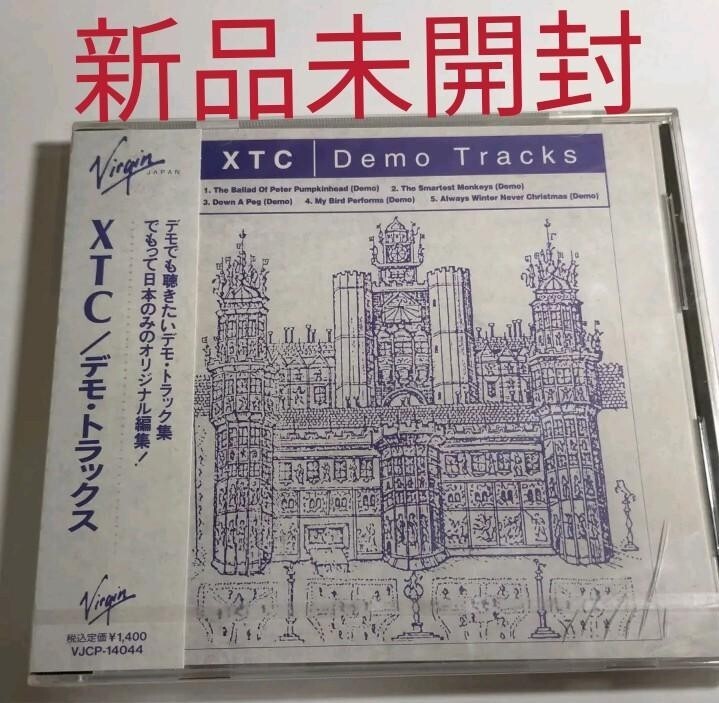 新品未開封
Virgin
JAPAN
XTC/デモ・トラックス
デモでも聴きたいデモ・トラック集
でもって日本のみのオリジナル編集!
Virgin
税込定価¥1,400
VJCP-14044
XTC | Demo Tracks
1. The Ballad Of Peter Pumpkinhead (Demo) 2. The Smartest Monkeys (Demo)
3. Down A Peg (Demo) 4. My Bird Performs (Demo) 5. Always Winter Never Christmas (Demo)